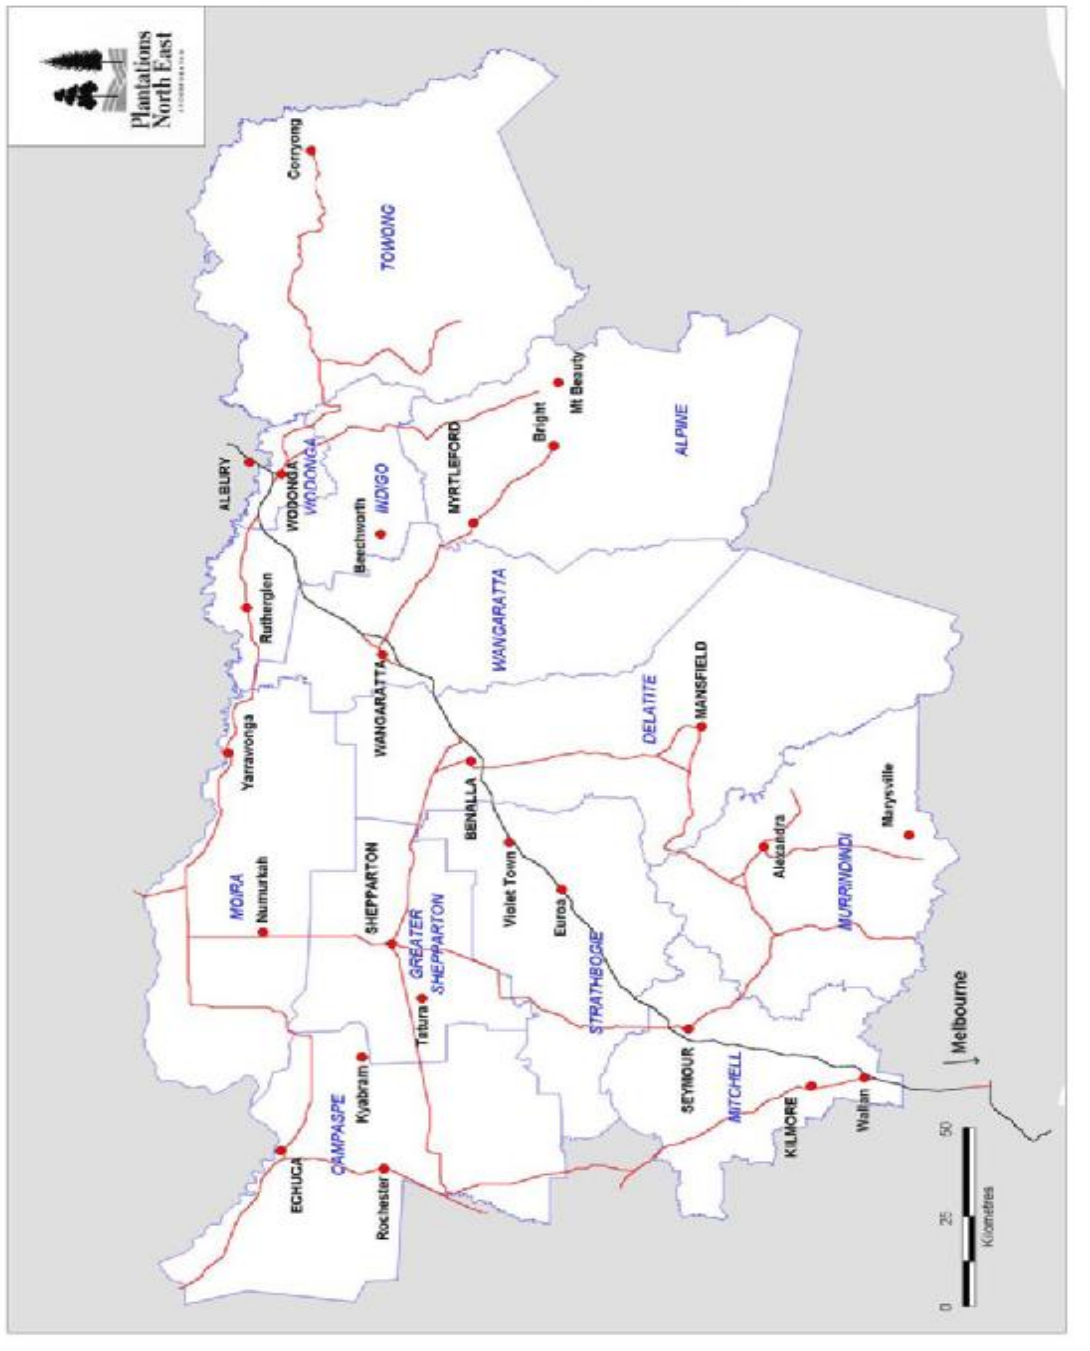 Plantations
North East
INCORPORATED
Corryong
TOWONG
ALBURY
WODONGA
WODONGA
Mt Beauty
Bright
ALPINE
MYRTLEFORD
INDIGO
Beechworth
Rutherglen
WANGARATTA
WANGARATTA
Yarrawonga
DELATITE
MANSFIELD
BENALLA
Marysville
Alexandra
MURRINDINDI
Violet Town
Euroa
SHEPPARTON
MOIRA
Numurkah
GREATER
SHEPPARTON
STRATHBOGIE
Tatura
Kyabram
SEYMOUR
MITCHELL
KILMORE
Wallan
Melbourne
CAMPASPE
ECHUCA
Rochester
0 25 50
Kilometres